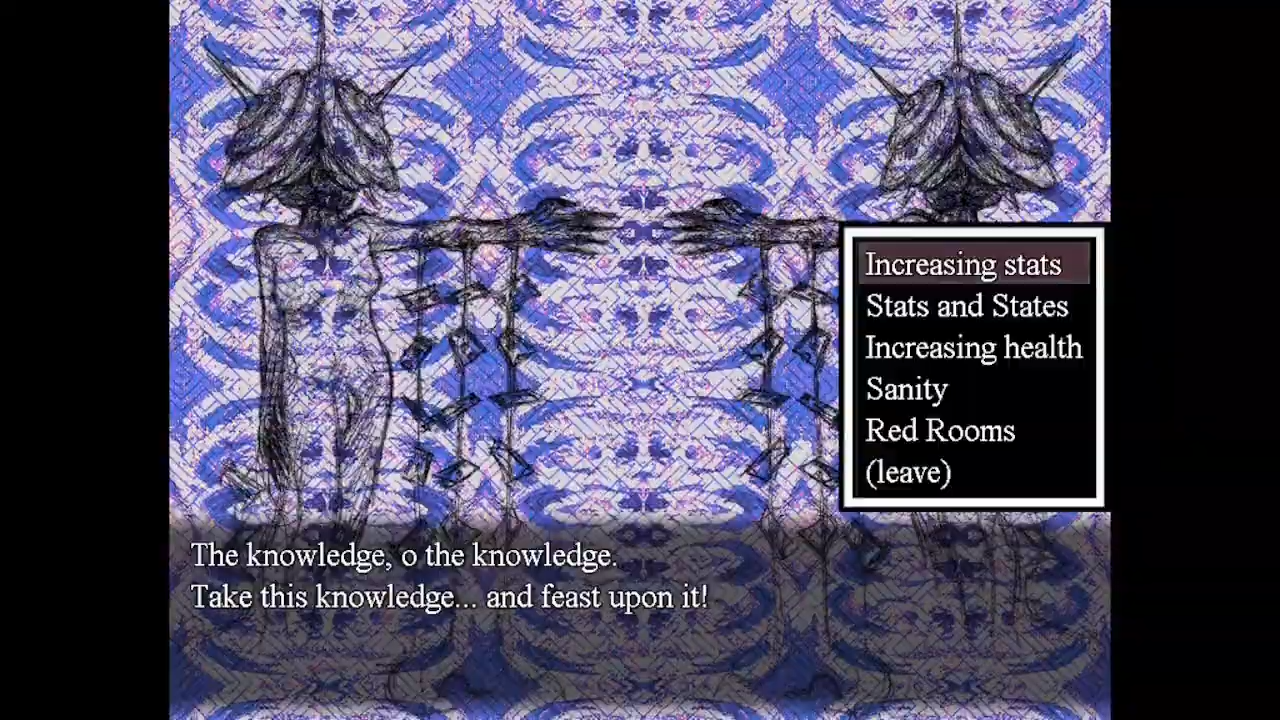 Increasing stats
Stats and States
Increasing health
Sanity
Red Rooms
(leave)
The knowledge, o the knowledge.
Take this knowledge... and feast upon it!